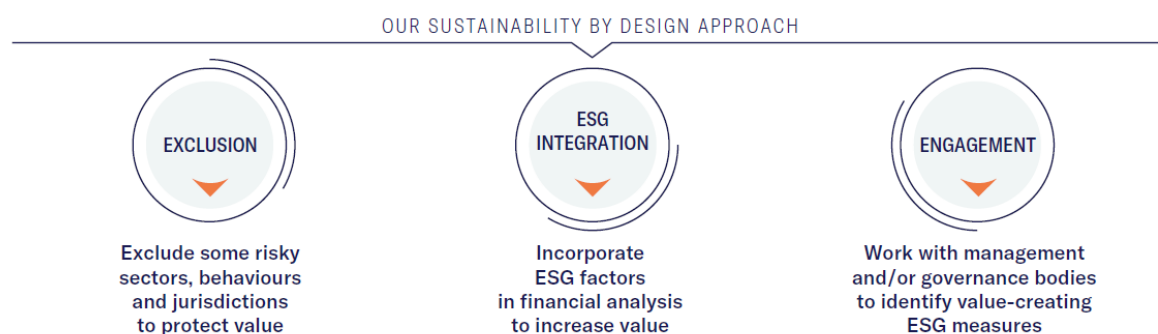 OUR SUSTAINABILITY BY DESIGN APPROACH
EXCLUSION
Exclude some risky
sectors, behaviours
and jurisdictions
to protect value
ESG
INTEGRATION
Incorporate
ESG factors
in financial analysis
to increase value
ENGAGEMENT
Work with management
and/or governance bodies
to identify value-creating
ESG measures